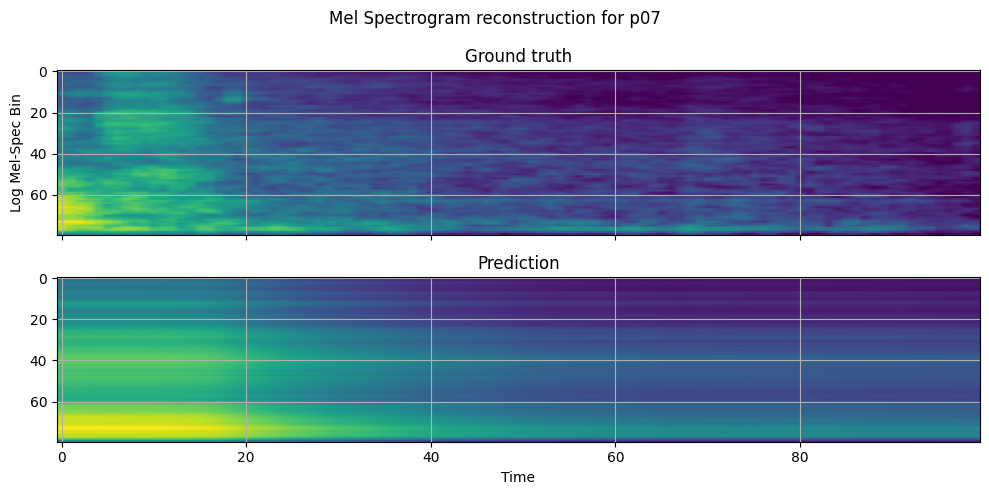 Mel Spectrogram reconstruction for p07
Ground truth
0
20
40
60
Log Mel-Spec Bin
Prediction
0
20
40
60
0 20 40 60 80
Time